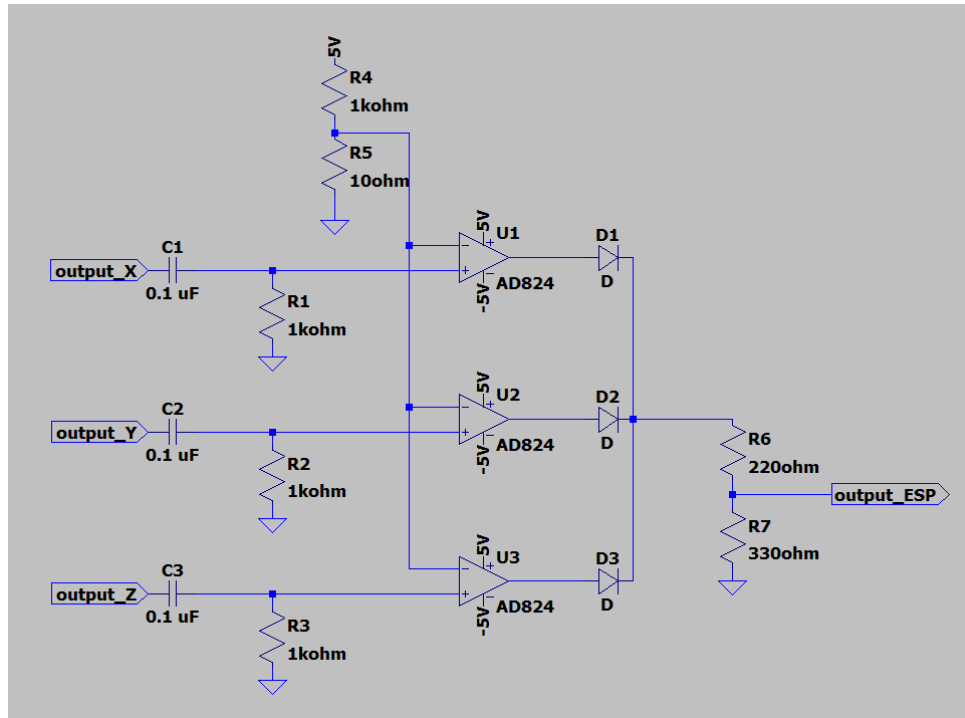 5V
R4
1kohm
R5
10ohm
5V
U1
C1
D1
output_X
0.1 uF
-5V
AD824
D
R1
1kohm
5V
U2
C2
D2
output_Y
0.1 uF
-5V
AD824
D
R2
1kohm
R6
220ohm
output_ESP
R7
330ohm
5V
U3
C3
D3
output_Z
0.1 uF
-5V
AD824
D
R3
1kohm